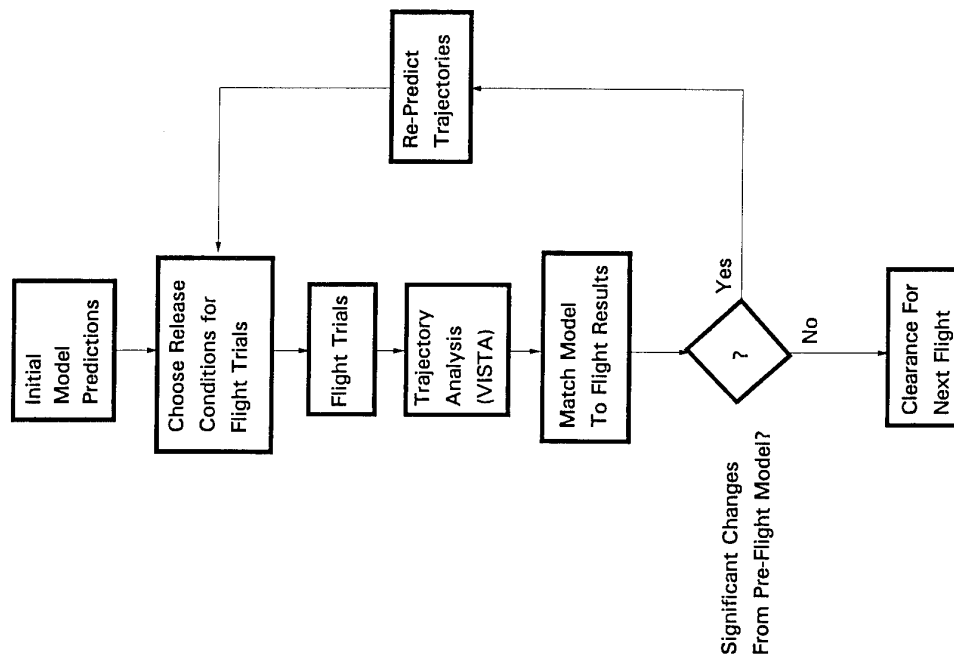 Initial
Model
Predictions
Choose Release
Conditions for
Flight Trials
Flight Trials
Trajectory
Analysis
(VISTA)
Match Model
To Flight Results
Significant Changes
From Pre-Flight Model?
?
Yes
No
Re-Predict
Trajectories
Clearance For
Next Flight